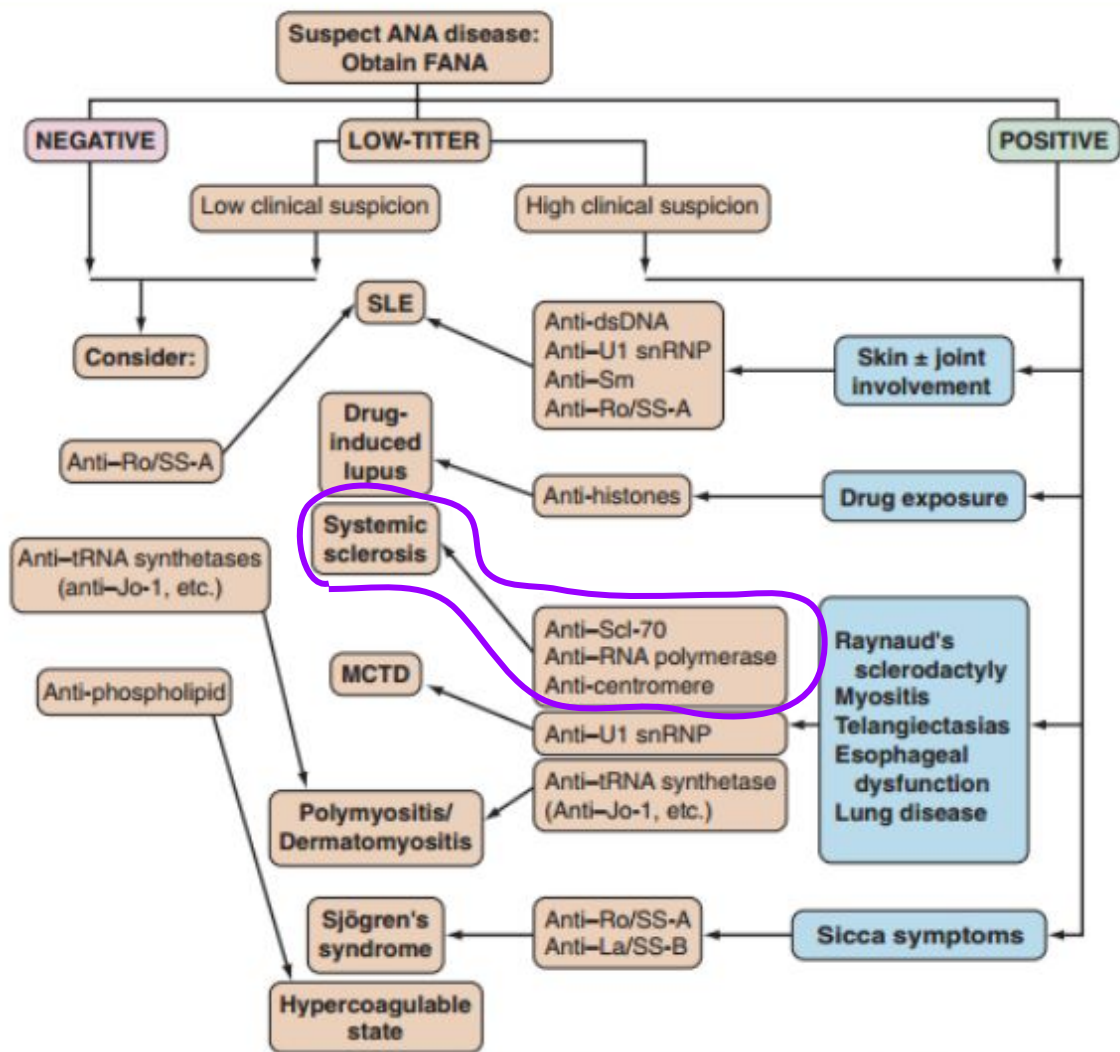 Suspect ANA disease:
Obtain FANA
NEGATIVE
LOW-TITER
POSITIVE
Low clinical suspicion
High clinical suspicion
SLE
Consider:
Anti-dsDNA
Anti–U1 snRNP
Anti–Sm
Anti–Ro/SS-A
Skin ± joint
involvement
Drug-
induced
lupus
Anti–Ro/SS-A
Anti-histones
Drug exposure
Systemic
sclerosis
Anti–tRNA synthetases
(anti–Jo-1, etc.)
Anti–Scl-70
Anti–RNA polymerase
Anti-centromere
Raynaud's
sclerodactyly
Myositis
Telangiectasias
Esophageal
dysfunction
Lung disease
MCTD
Anti-phospholipid
Anti–U1 snRNP
Anti–tRNA synthetase
(Anti–Jo-1, etc.)
Polymyositis/
Dermatomyositis
Sjögren's
syndrome
Anti–Ro/SS-A
Anti–La/SS-B
Sicca symptoms
Hypercoagulable
state